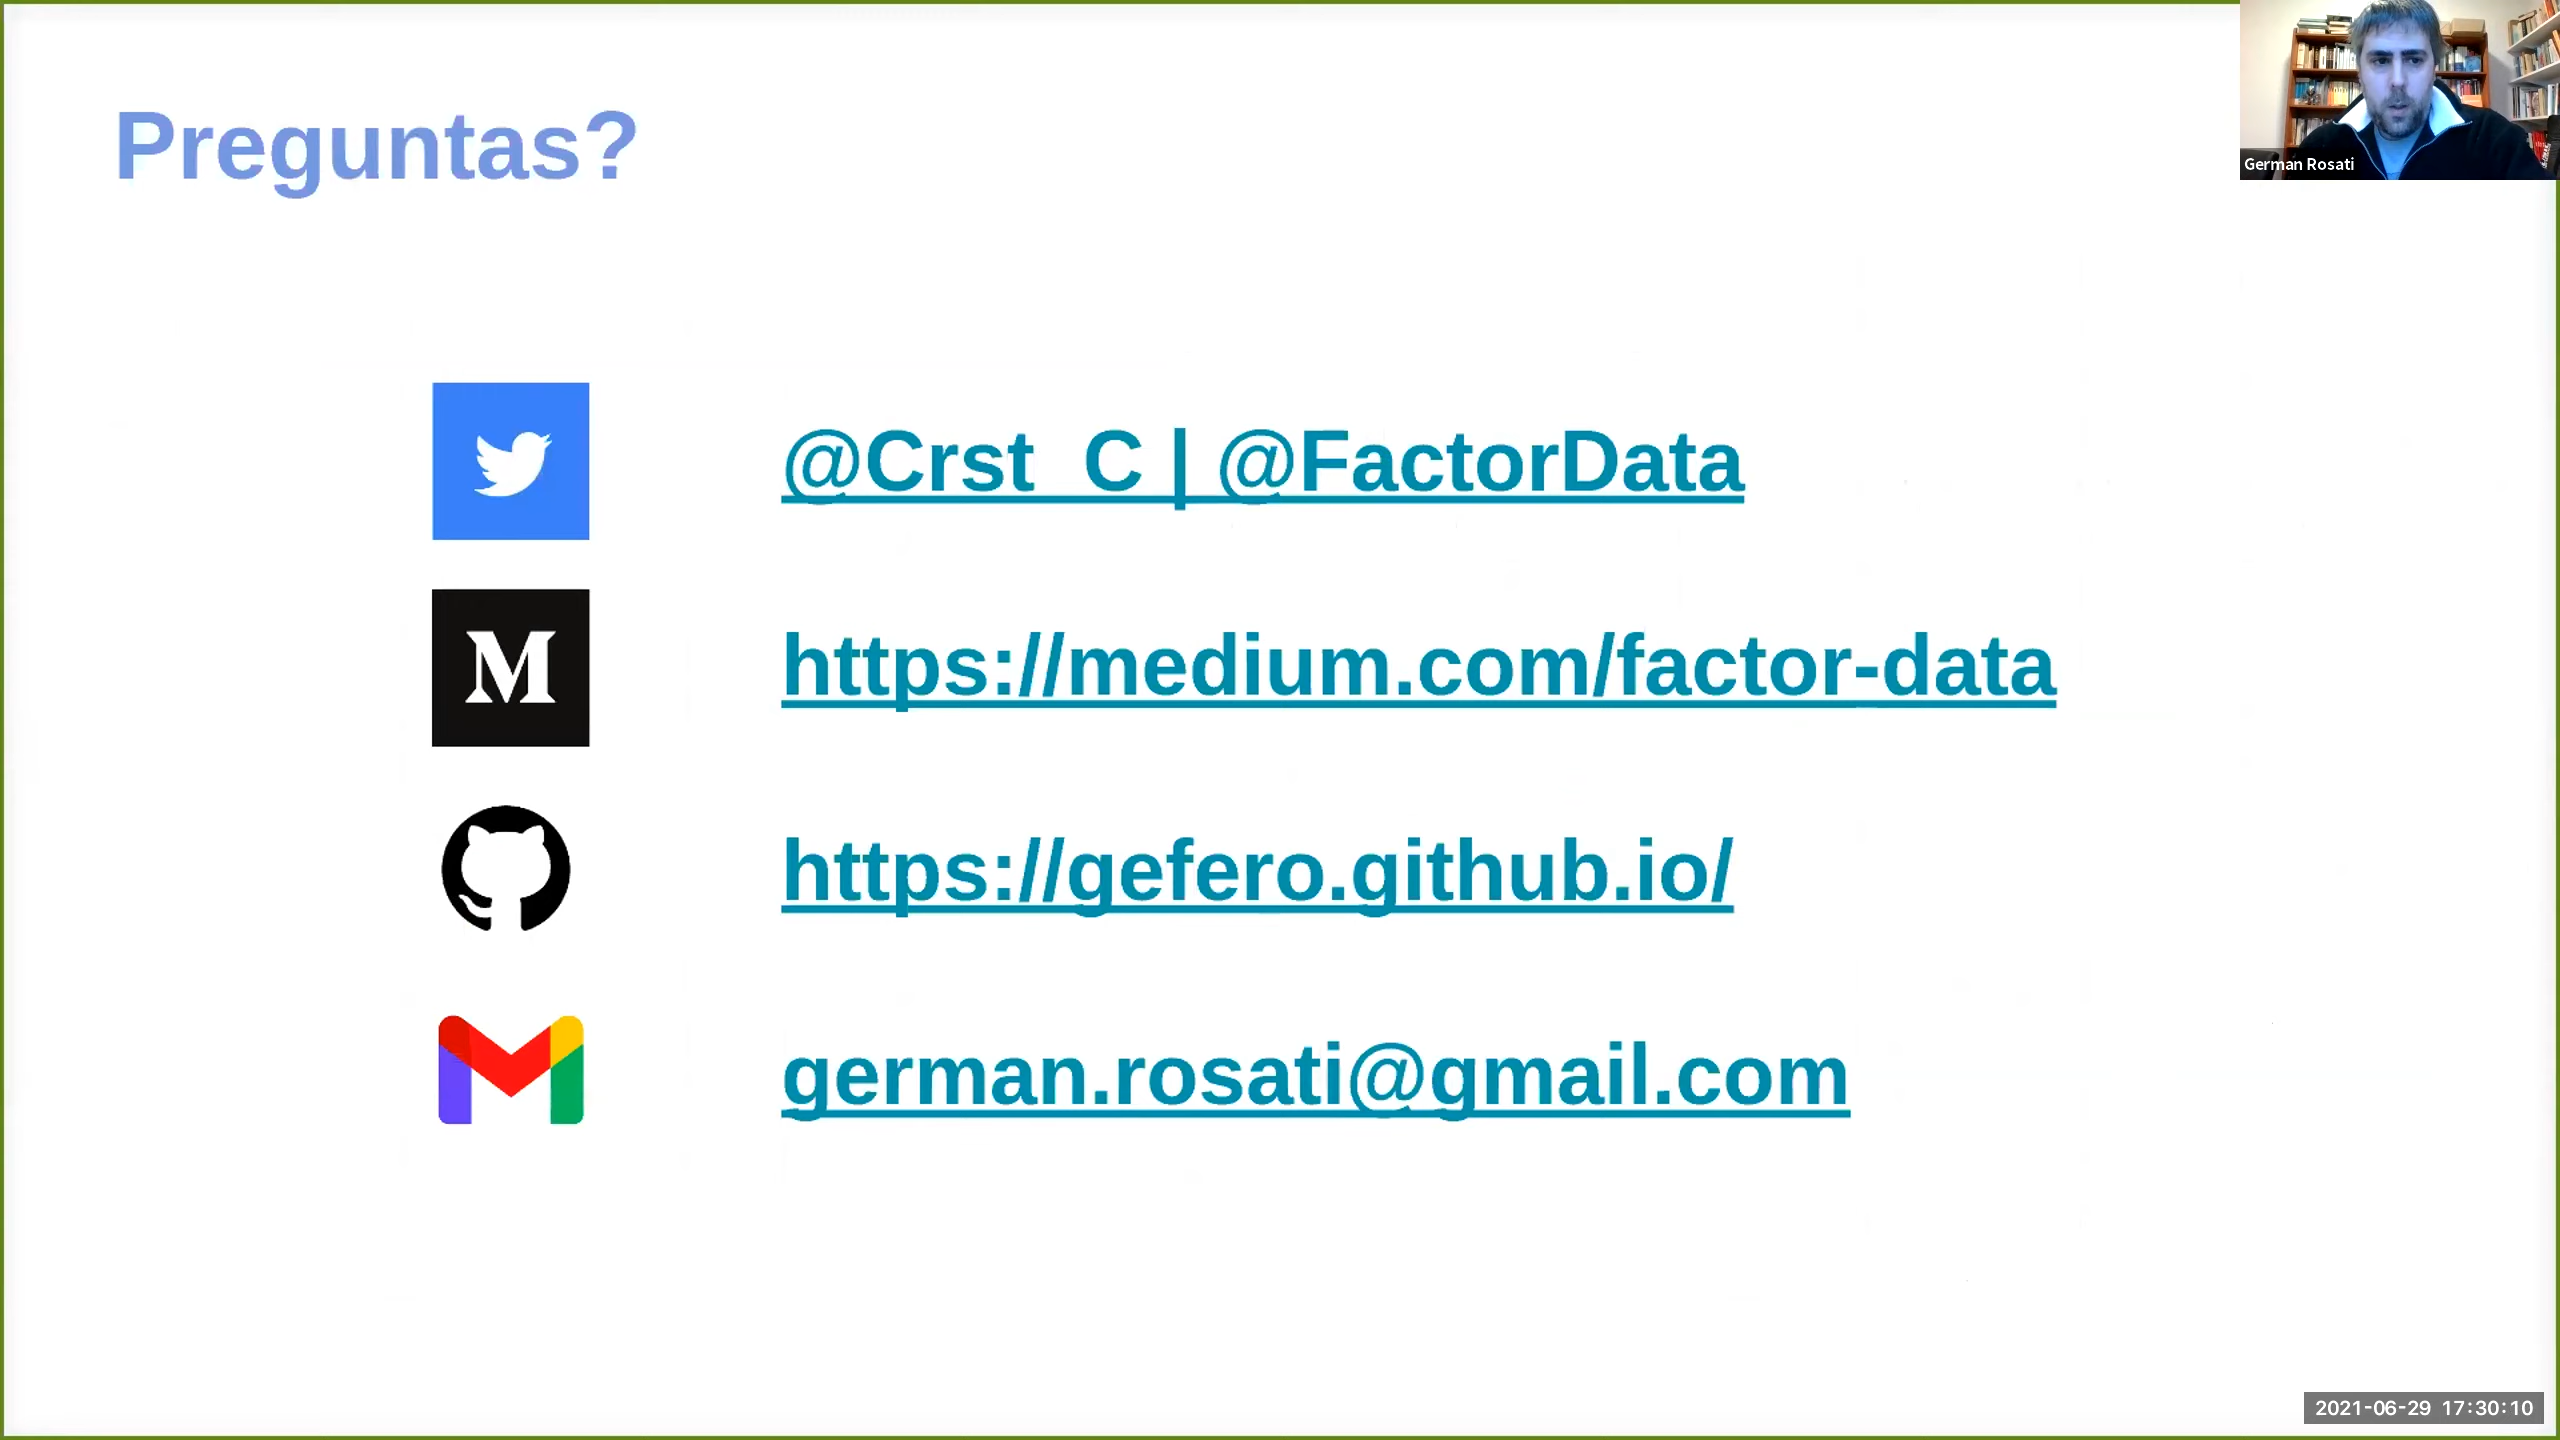 Preguntas?
German Rosati
@Crst_C | @FactorData
https://medium.com/factor-data
https://gefero.github.io/
german.rosati@gmail.com
2021-06-29 17:30:10